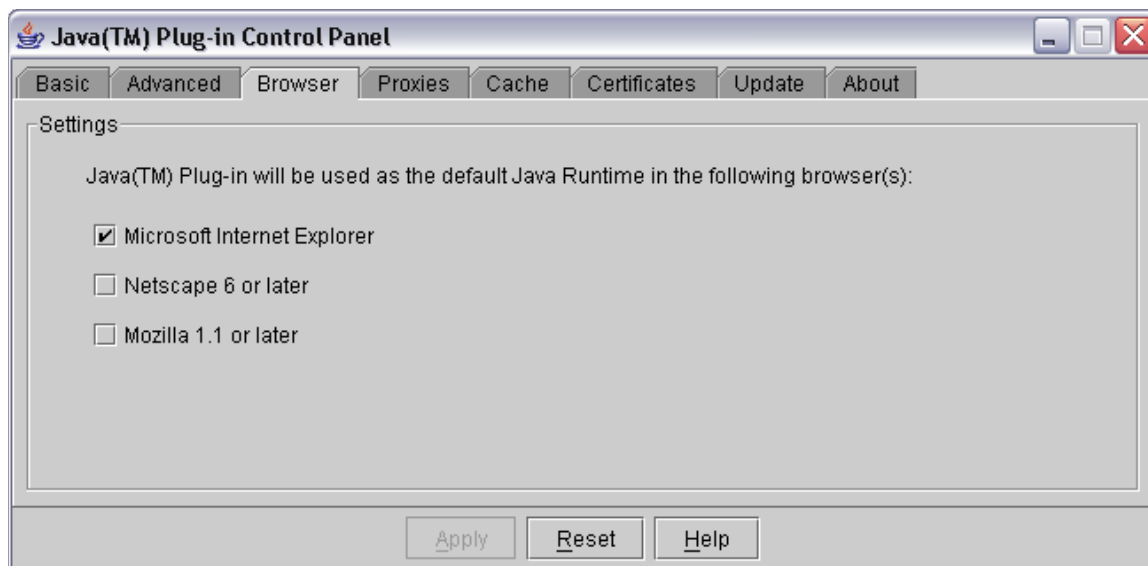 Java(TM) Plug-in Control Panel
Basic Advanced Browser Proxies Cache Certificates Update About
Settings
Java(TM) Plug-in will be used as the default Java Runtime in the following browser(s):
Microsoft Internet Explorer
Netscape 6 or later
Mozilla 1.1 or later
Apply Reset Help